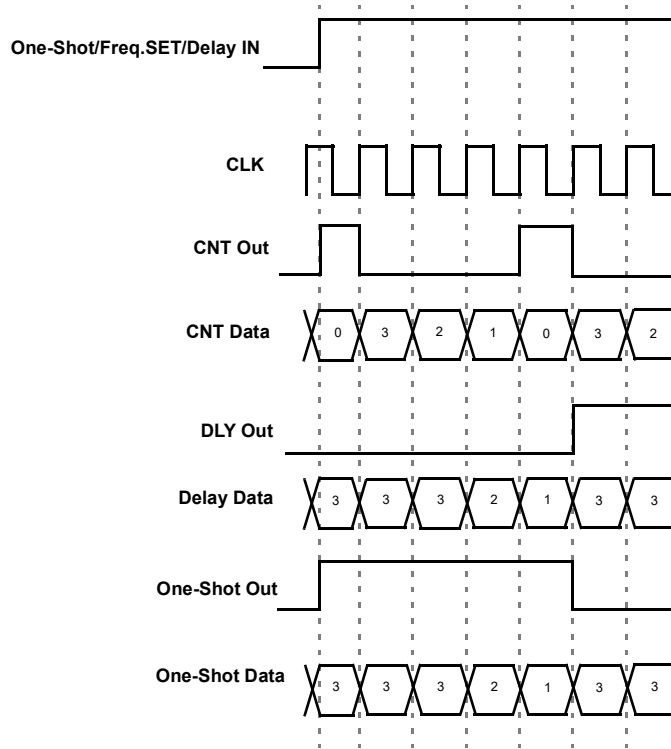 One-Shot/Freq.SET/Delay IN
CLK
CNT Out
CNT Data 0 3 2 1 0 3 2
DLY Out
Delay Data 3 3 3 2 1 3 3
One-Shot Out
One-Shot Data 3 3 3 2 1 3 3